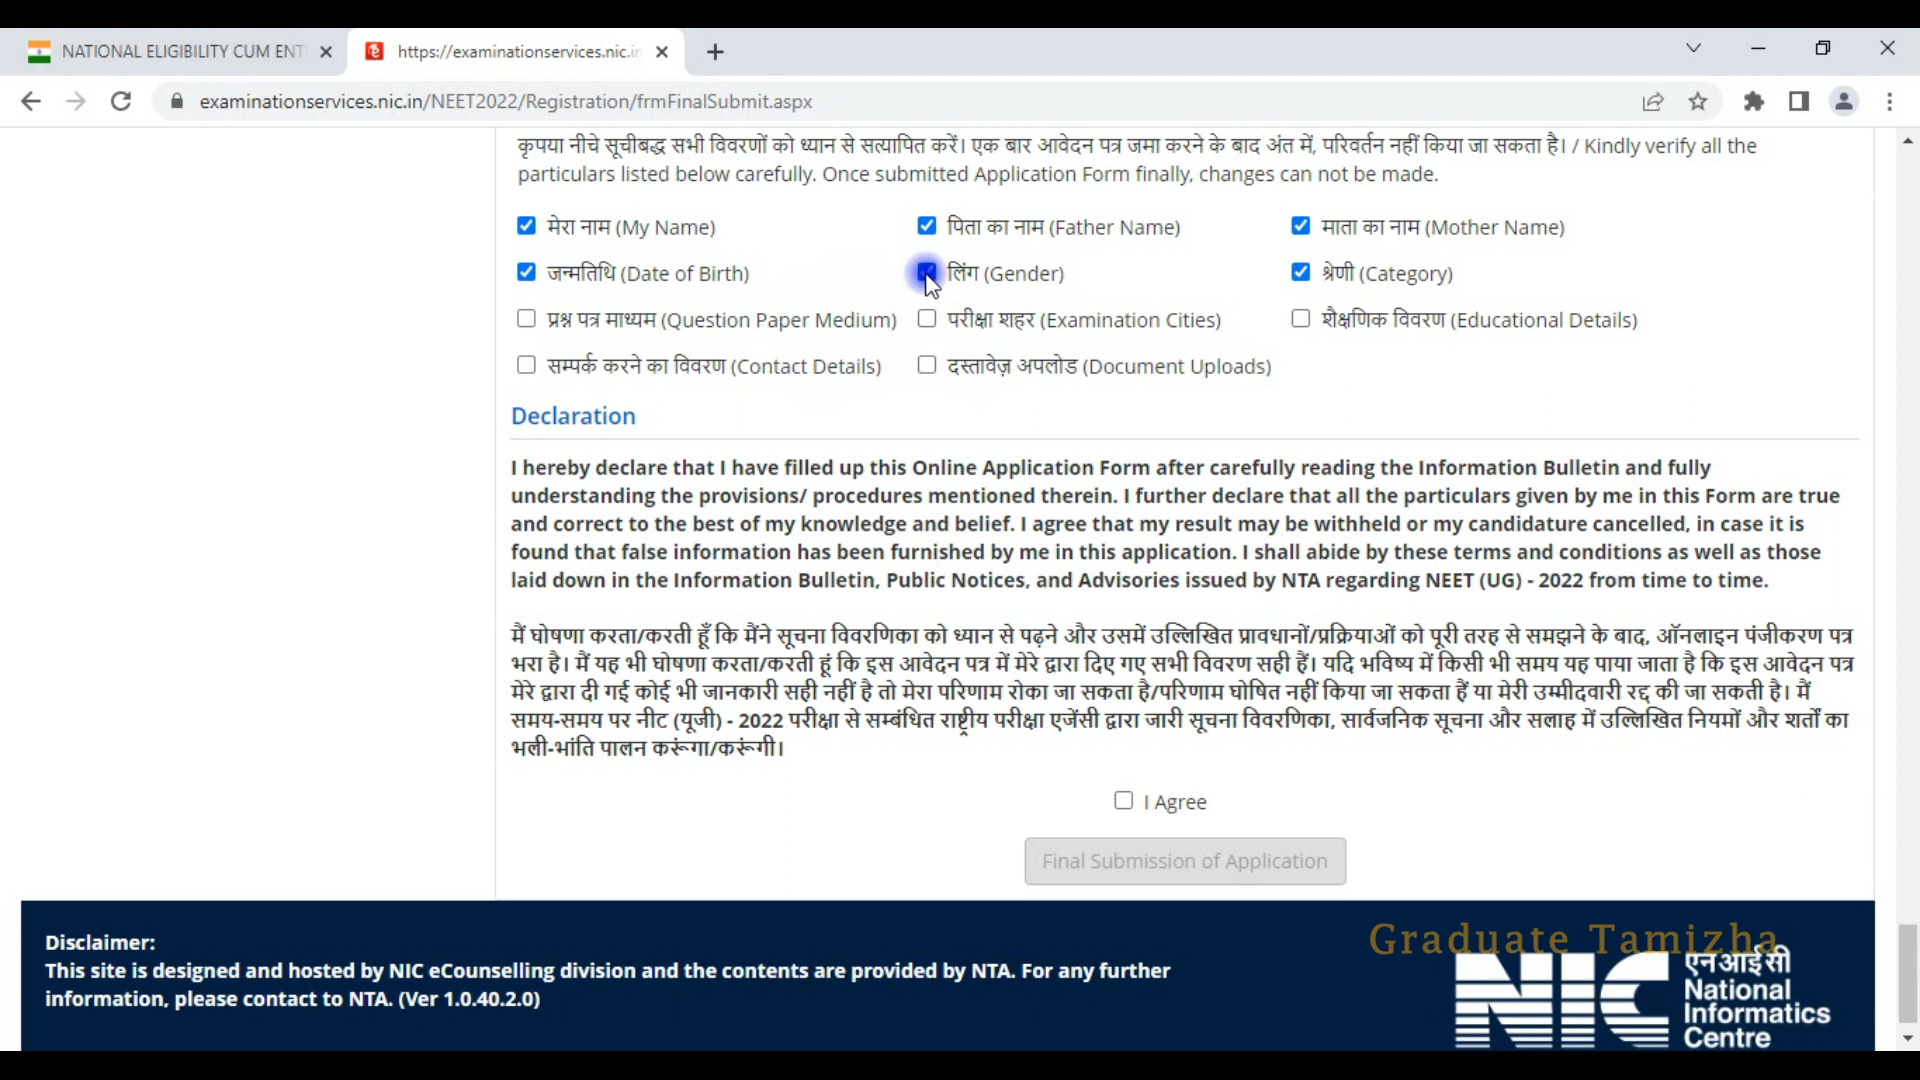 NATIONAL ELIGIBILITY CUM ENT
https://examinationservices.nic.in
examinationservices.nic.in/NEET2022/Registration/frmFinalSubmit.aspx
कृपया नीचे सूचीबद्ध सभी विवरणों को ध्यान से सत्यापित करें। एक बार आवेदन पत्र जमा करने के बाद अंत में, परिवर्तन नहीं किया जा सकता है। / Kindly verify all the
particulars listed below carefully. Once submitted Application Form finally, changes can not be made.
मेरा नाम (My Name) पिता का नाम (Father Name) माता का नाम (Mother Name)
जन्मतिथि (Date of Birth) लिंग (Gender) श्रेणी (Category)
प्रश्न पत्र माध्यम (Question Paper Medium) परीक्षा शहर (Examination Cities) शैक्षणिक विवरण (Educational Details)
सम्पर्क करने का विवरण (Contact Details) दस्तावेज़ अपलोड (Document Uploads)
Declaration
I hereby declare that I have filled up this Online Application Form after carefully reading the Information Bulletin and fully
understanding the provisions/ procedures mentioned therein. I further declare that all the particulars given by me in this Form are true
and correct to the best of my knowledge and belief. I agree that my result may be withheld or my candidature cancelled, in case it is
found that false information has been furnished by me in this application. I shall abide by these terms and conditions as well as those
laid down in the Information Bulletin, Public Notices, and Advisories issued by NTA regarding NEET (UG) - 2022 from time to time.
मैं घोषणा करता/करती हूँ कि मैंने सूचना विवरणिका को ध्यान से पढ़ने और उसमें उल्लिखित प्रावधानों/प्रक्रियाओं को पूरी तरह से समझने के बाद, ऑनलाइन पंजीकरण पत्र
भरा है। मैं यह भी घोषणा करता/करती हूं कि इस आवेदन पत्र में मेरे द्वारा दिए गए सभी विवरण सही हैं। यदि भविष्य में किसी भी समय यह पाया जाता है कि इस आवेदन पत्र
मेरे द्वारा दी गई कोई भी जानकारी सही नहीं है तो मेरा परिणाम रोका जा सकता है/परिणाम घोषित नहीं किया जा सकता हैं या मेरी उम्मीदवारी रद्द की जा सकती है। मैं
समय-समय पर नीट (यूजी) - 2022 परीक्षा से सम्बंधित राष्ट्रीय परीक्षा एजेंसी द्वारा जारी सूचना विवरणिका, सार्वजनिक सूचना और सलाह में उल्लिखित नियमों और शर्तों का
भली-भांति पालन करूंगा/करूंगी।
I Agree
Final Submission of Application
Disclaimer:
This site is designed and hosted by NIC eCounselling division and the contents are provided by NTA. For any further
information, please contact to NTA. (Ver 1.0.40.2.0)
Graduate Tamizha
NIC
एन आई सी
National
Informatics
Centre